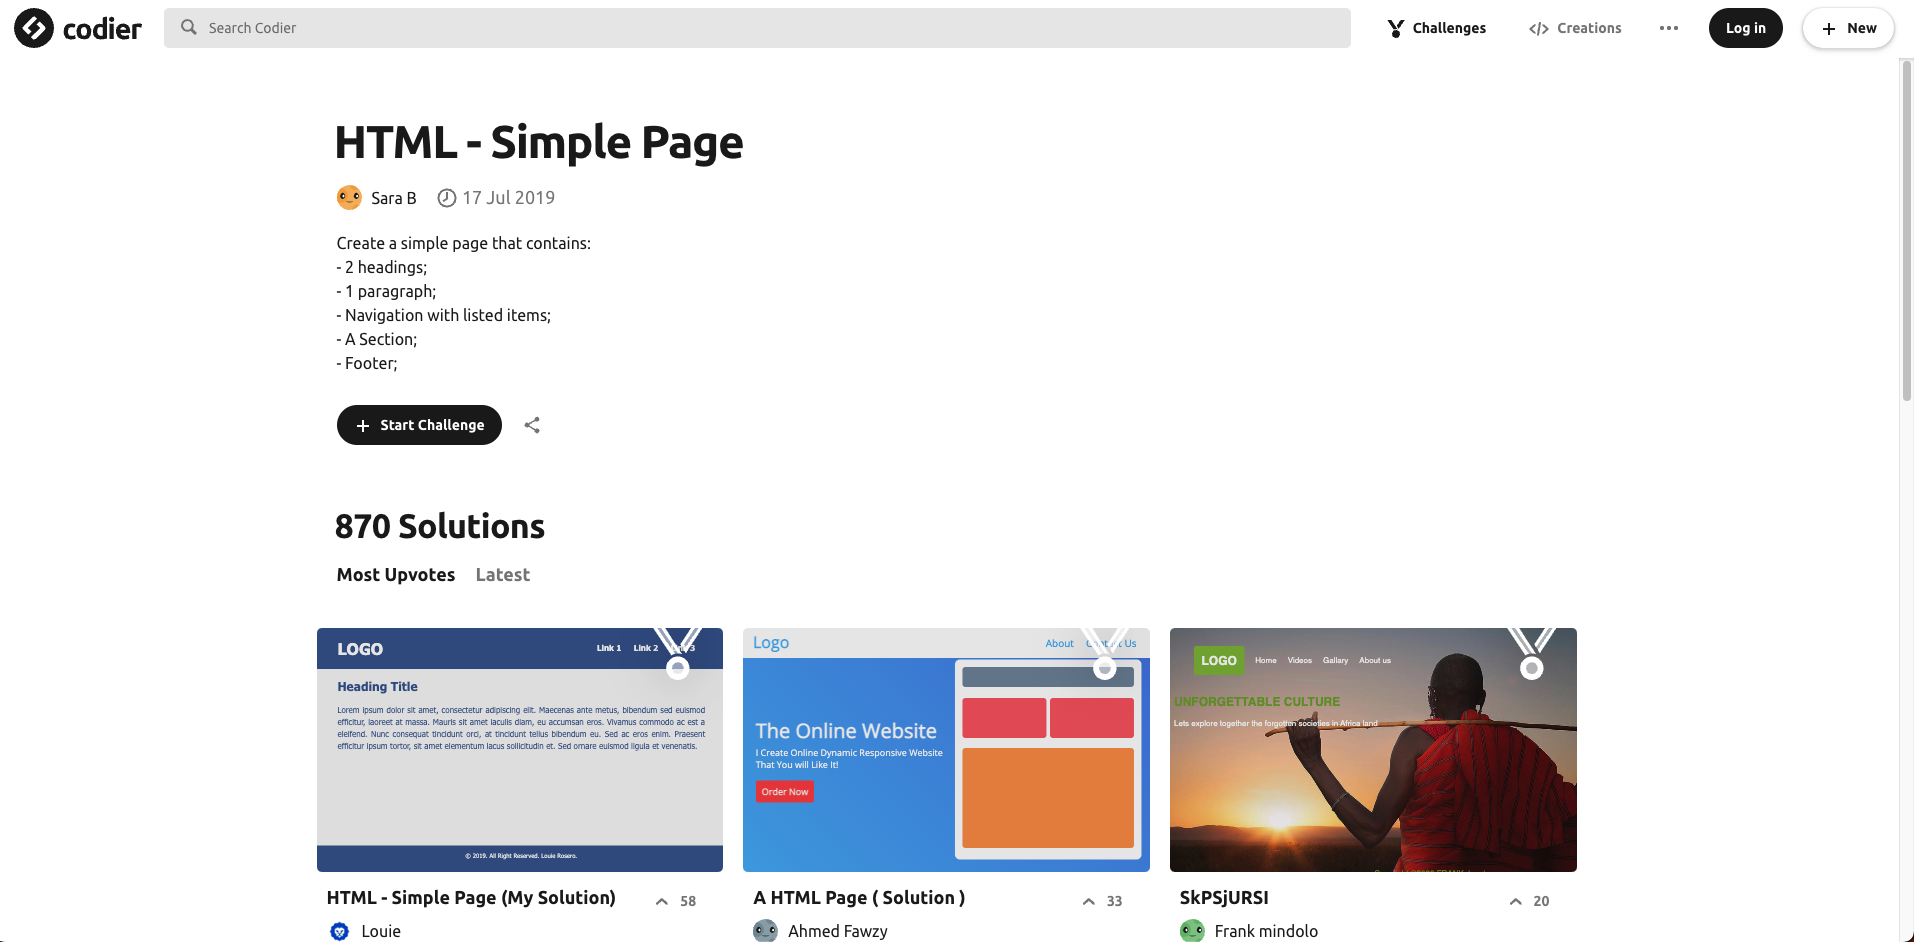 codier
Search Codier
Challenges
Creations
Log in
New
HTML - Simple Page
Sara B
17 Jul 2019
Create a simple page that contains:
- 2 headings;
- 1 paragraph;
- Navigation with listed items;
- A Section;
- Footer;
Start Challenge
870 Solutions
Most Upvotes Latest
LOGO
Link 1 Link 2 Link 3
Heading Title
Lorem ipsum dolor sit amet, consectetur adipiscing elit. Maecenas ante metus, bibendum sed euismod
efficitur, laoreet at massa. Mauris sit amet iaculis diam, eu accumsan eros. Vivamus commodo ac est a
eleifend. Nunc consequat tincidunt orci, at tincidunt tellus bibendum eu. Sed ac eros enim. Praesent
efficitur ipsum tortor, sit amet elementum lacus sollicitudin et. Sed ornare euismod ligula et venenatis.
© 2019. All Right Reserved. Louie Rosero.
HTML - Simple Page (My Solution)
58
Louie
Logo
About Contact Us
The Online Website
I Create Online Dynamic Responsive Website
That You will Like It!
Order Now
A HTML Page ( Solution )
33
Ahmed Fawzy
LOGO
Home Videos Gallary About us
UNFORGETTABLE CULTURE
Lets explore together the forgotten societies in Africa land
SkPSjURSI
20
Frank mindolo